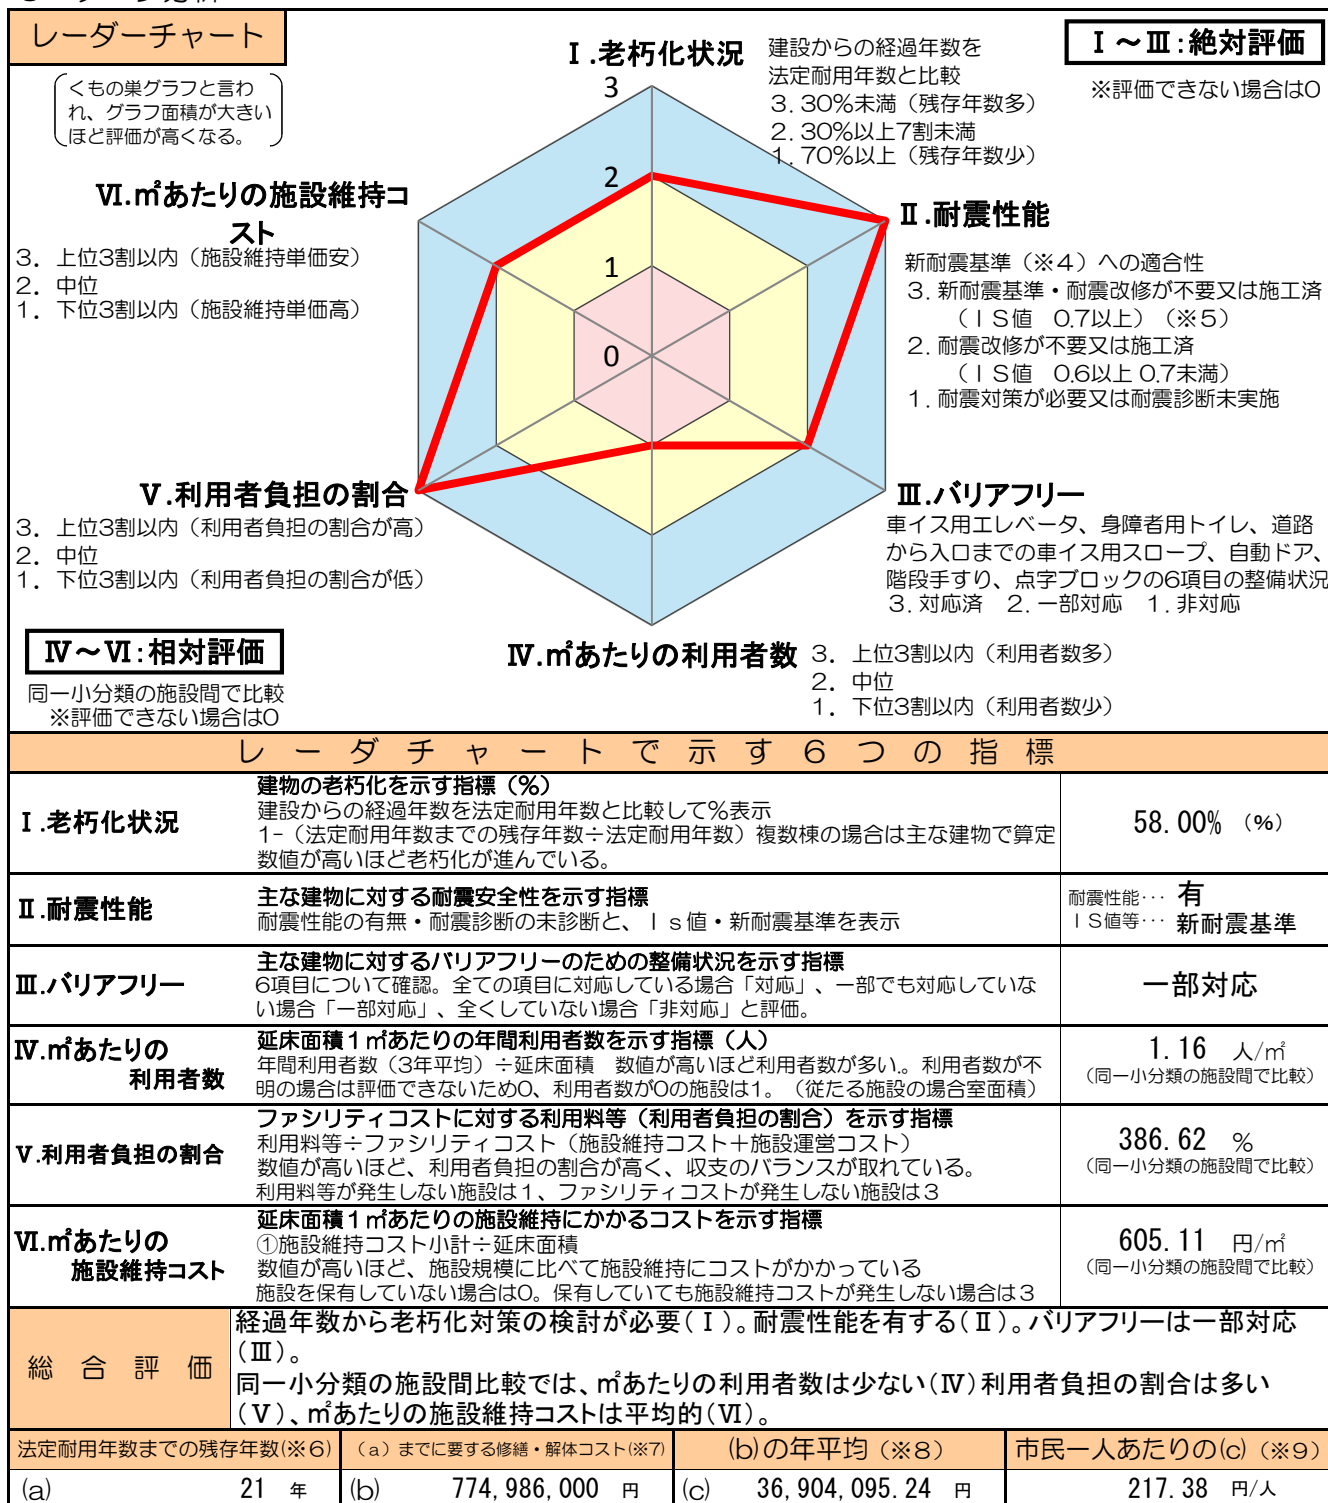 レーダーチャート
くもの巣グラフと言わ
れ、グラフ面積が大きい
ほど評価が高くなる。
Ⅰ.老朽化状況
建設からの経過年数を
法定耐用年数と比較
3.30%未満(残存年数多)
2.30%以上7割未満
1.70%以上(残存年数少)
Ⅰ～Ⅲ:絶対評価
※評価できない場合は0
3
2
1
0
Ⅵ.㎡あたりの施設維持コ
スト
3. 上位3割以内(施設維持単価安)
2. 中位
1. 下位3割以内(施設維持単価高)
Ⅱ.耐震性能
新耐震基準(※4)への適合性
3.新耐震基準・耐震改修が不要又は施工済
(IS値 0.7以上)(※5)
2.耐震改修が不要又は施工済
(IS値 0.6以上 0.7未満)
1.耐震対策が必要又は耐震診断未実施
Ⅴ.利用者負担の割合
3. 上位3割以内(利用者負担の割合が高)
2. 中位
1. 下位3割以内(利用者負担の割合が低)
Ⅲ.バリアフリー
車イス用エレベータ、身障者用トイレ、道路
から入口までの車イス用スロープ、自動ドア、
階段手すり、点字ブロックの6項目の整備状況
3.対応済 2.一部対応 1.非対応
Ⅳ～Ⅵ:相対評価
同一小分類の施設間で比較
※評価できない場合は0
Ⅳ.㎡あたりの利用者数
3. 上位3割以内(利用者数多)
2. 中位
1. 下位3割以内(利用者数少)
レーダチャートで示す6つの指標
Ⅰ.老朽化状況
建物の老朽化を示す指標(%)
建設からの経過年数を法定耐用年数と比較して%表示
1-(法定耐用年数までの残存年数÷法定耐用年数)複数棟の場合は主な建物で算定
数値が高いほど老朽化が進んでいる。
58.00% (%)
Ⅱ.耐震性能
主な建物に対する耐震安全性を示す指標
耐震性能の有無・耐震診断の未診断と、Is値・新耐震基準を表示
耐震性能… 有
IS値等… 新耐震基準
Ⅲ.バリアフリー
主な建物に対するバリアフリーのための整備状況を示す指標
6項目について確認。全ての項目に対応している場合「対応」、一部でも対応していな
い場合「一部対応」、全くしていない場合「非対応」と評価。
一部対応
Ⅳ.㎡あたりの
利用者数
延床面積1㎡あたりの年間利用者数を示す指標(人)
年間利用者数(3年平均)÷延床面積 数値が高いほど利用者数が多い。利用者数が不
明の場合は評価できないため0、利用者数が0の施設は1。(従たる施設の場合室面積)
1.16 人/㎡
(同一小分類の施設間で比較)
Ⅴ.利用者負担の割合
ファシリティコストに対する利用料等(利用者負担の割合)を示す指標
利用料等÷ファシリティコスト(施設維持コスト+施設運営コスト)
数値が高いほど、利用者負担の割合が高く、収支のバランスが取れている。
利用料等が発生しない施設は1、ファシリティコストが発生しない施設は3
386.62 %
(同一小分類の施設間で比較)
Ⅵ.㎡あたりの
施設維持コスト
延床面積1㎡あたりの施設維持にかかるコストを示す指標
①施設維持コスト小計÷延床面積
数値が高いほど、施設規模に比べて施設維持にコストがかかっている
施設を保有していない場合は0。保有していても施設維持コストが発生しない場合は3
605.11 円/㎡
(同一小分類の施設間で比較)
総合評価
経過年数から老朽化対策の検討が必要(Ⅰ)。耐震性能を有する(Ⅱ)。バリアフリーは一部対応
(Ⅲ)。
同一小分類の施設間比較では、㎡あたりの利用者数は少ない(Ⅳ)利用者負担の割合は多い
(Ⅴ)、㎡あたりの施設維持コストは平均的(Ⅵ)。
法定耐用年数までの残存年数(※6)
(a)までに要する修繕・解体コスト(※7)
(b)の年平均(※8)
市民一人あたりの(c)(※9)
(a) 21 年
(b) 774,986,000 円
(c) 36,904,095.24 円
217.38 円/人